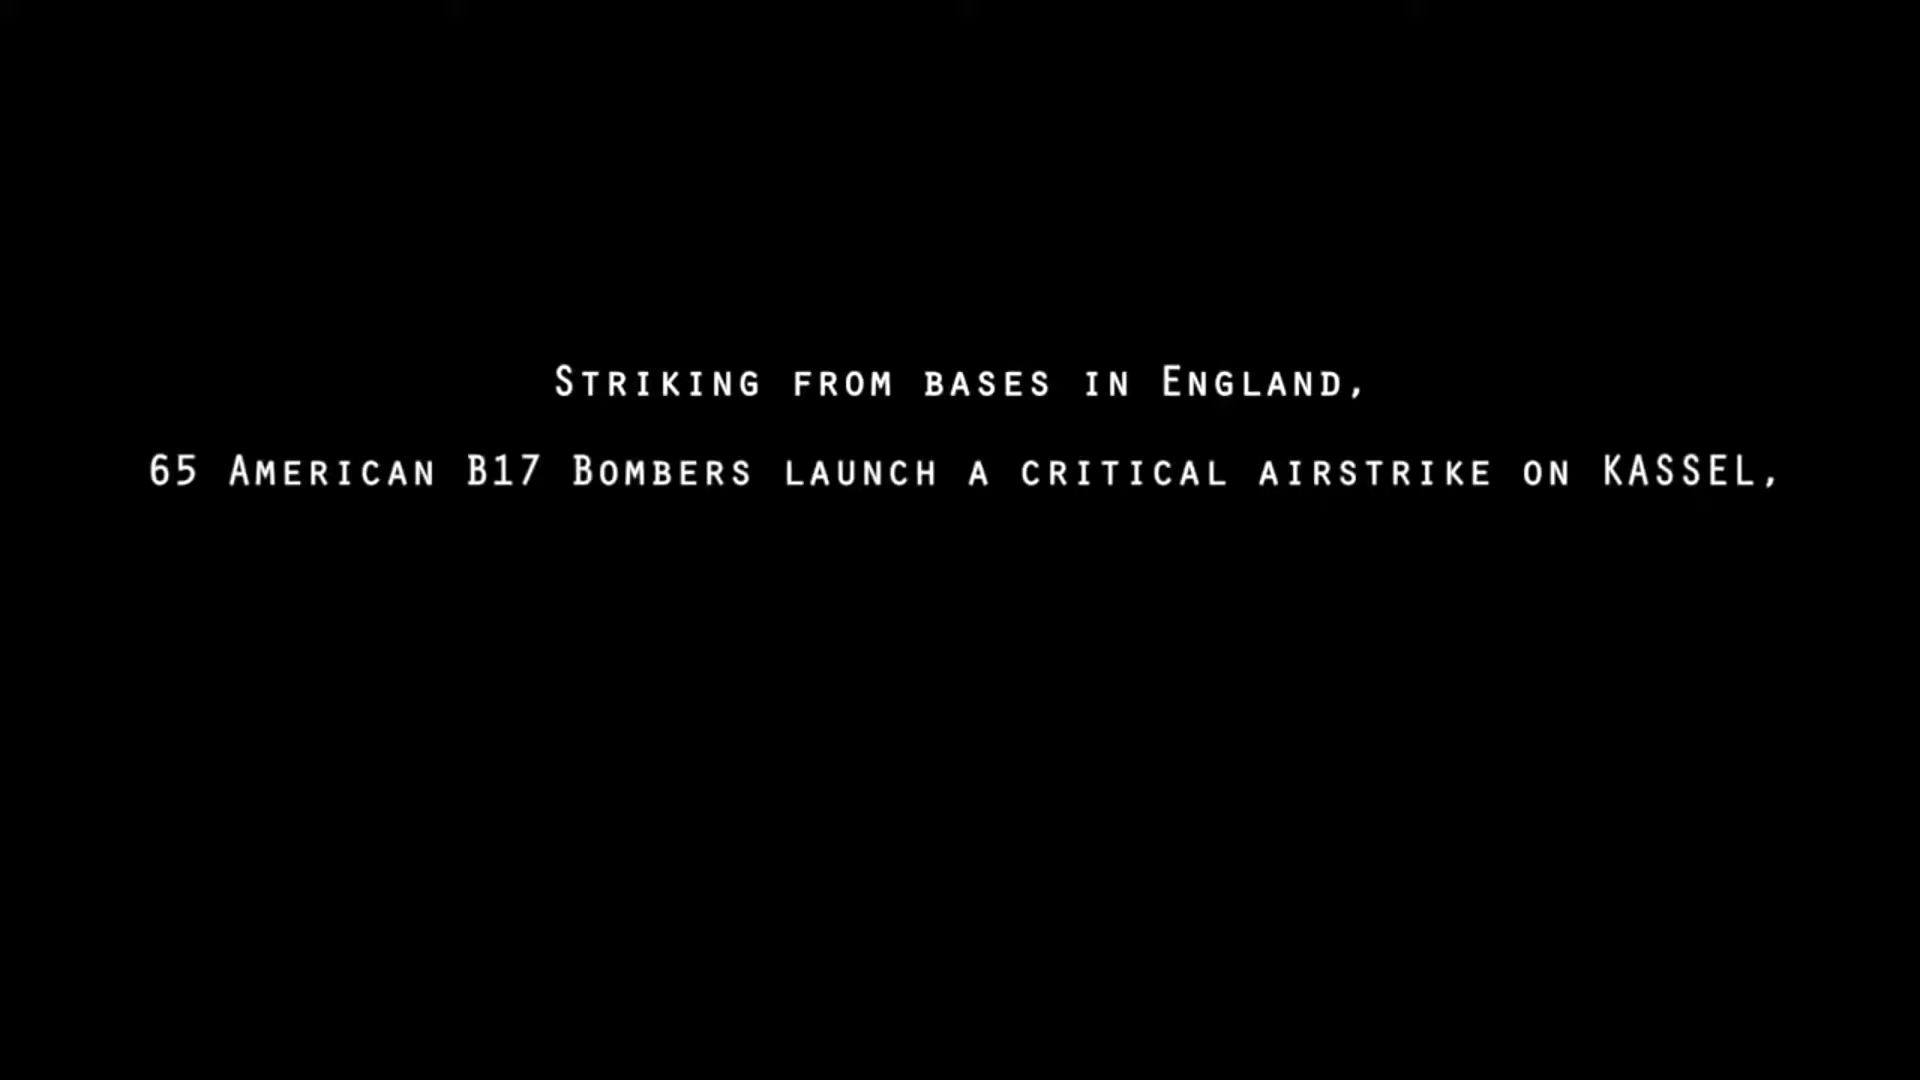 Striking from bases in England,
65 American B17 Bombers launch a critical airstrike on KASSEL,